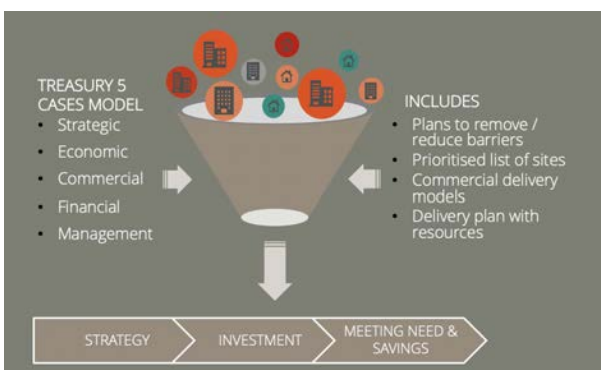 TREASURY 5
CASES MODEL
• Strategic
• Economic
• Commercial
• Financial
• Management
INCLUDES
• Plans to remove /
reduce barriers
• Prioritised list of sites
• Commercial delivery
models
• Delivery plan with
resources
STRATEGY
INVESTMENT
MEETING NEED &
SAVINGS